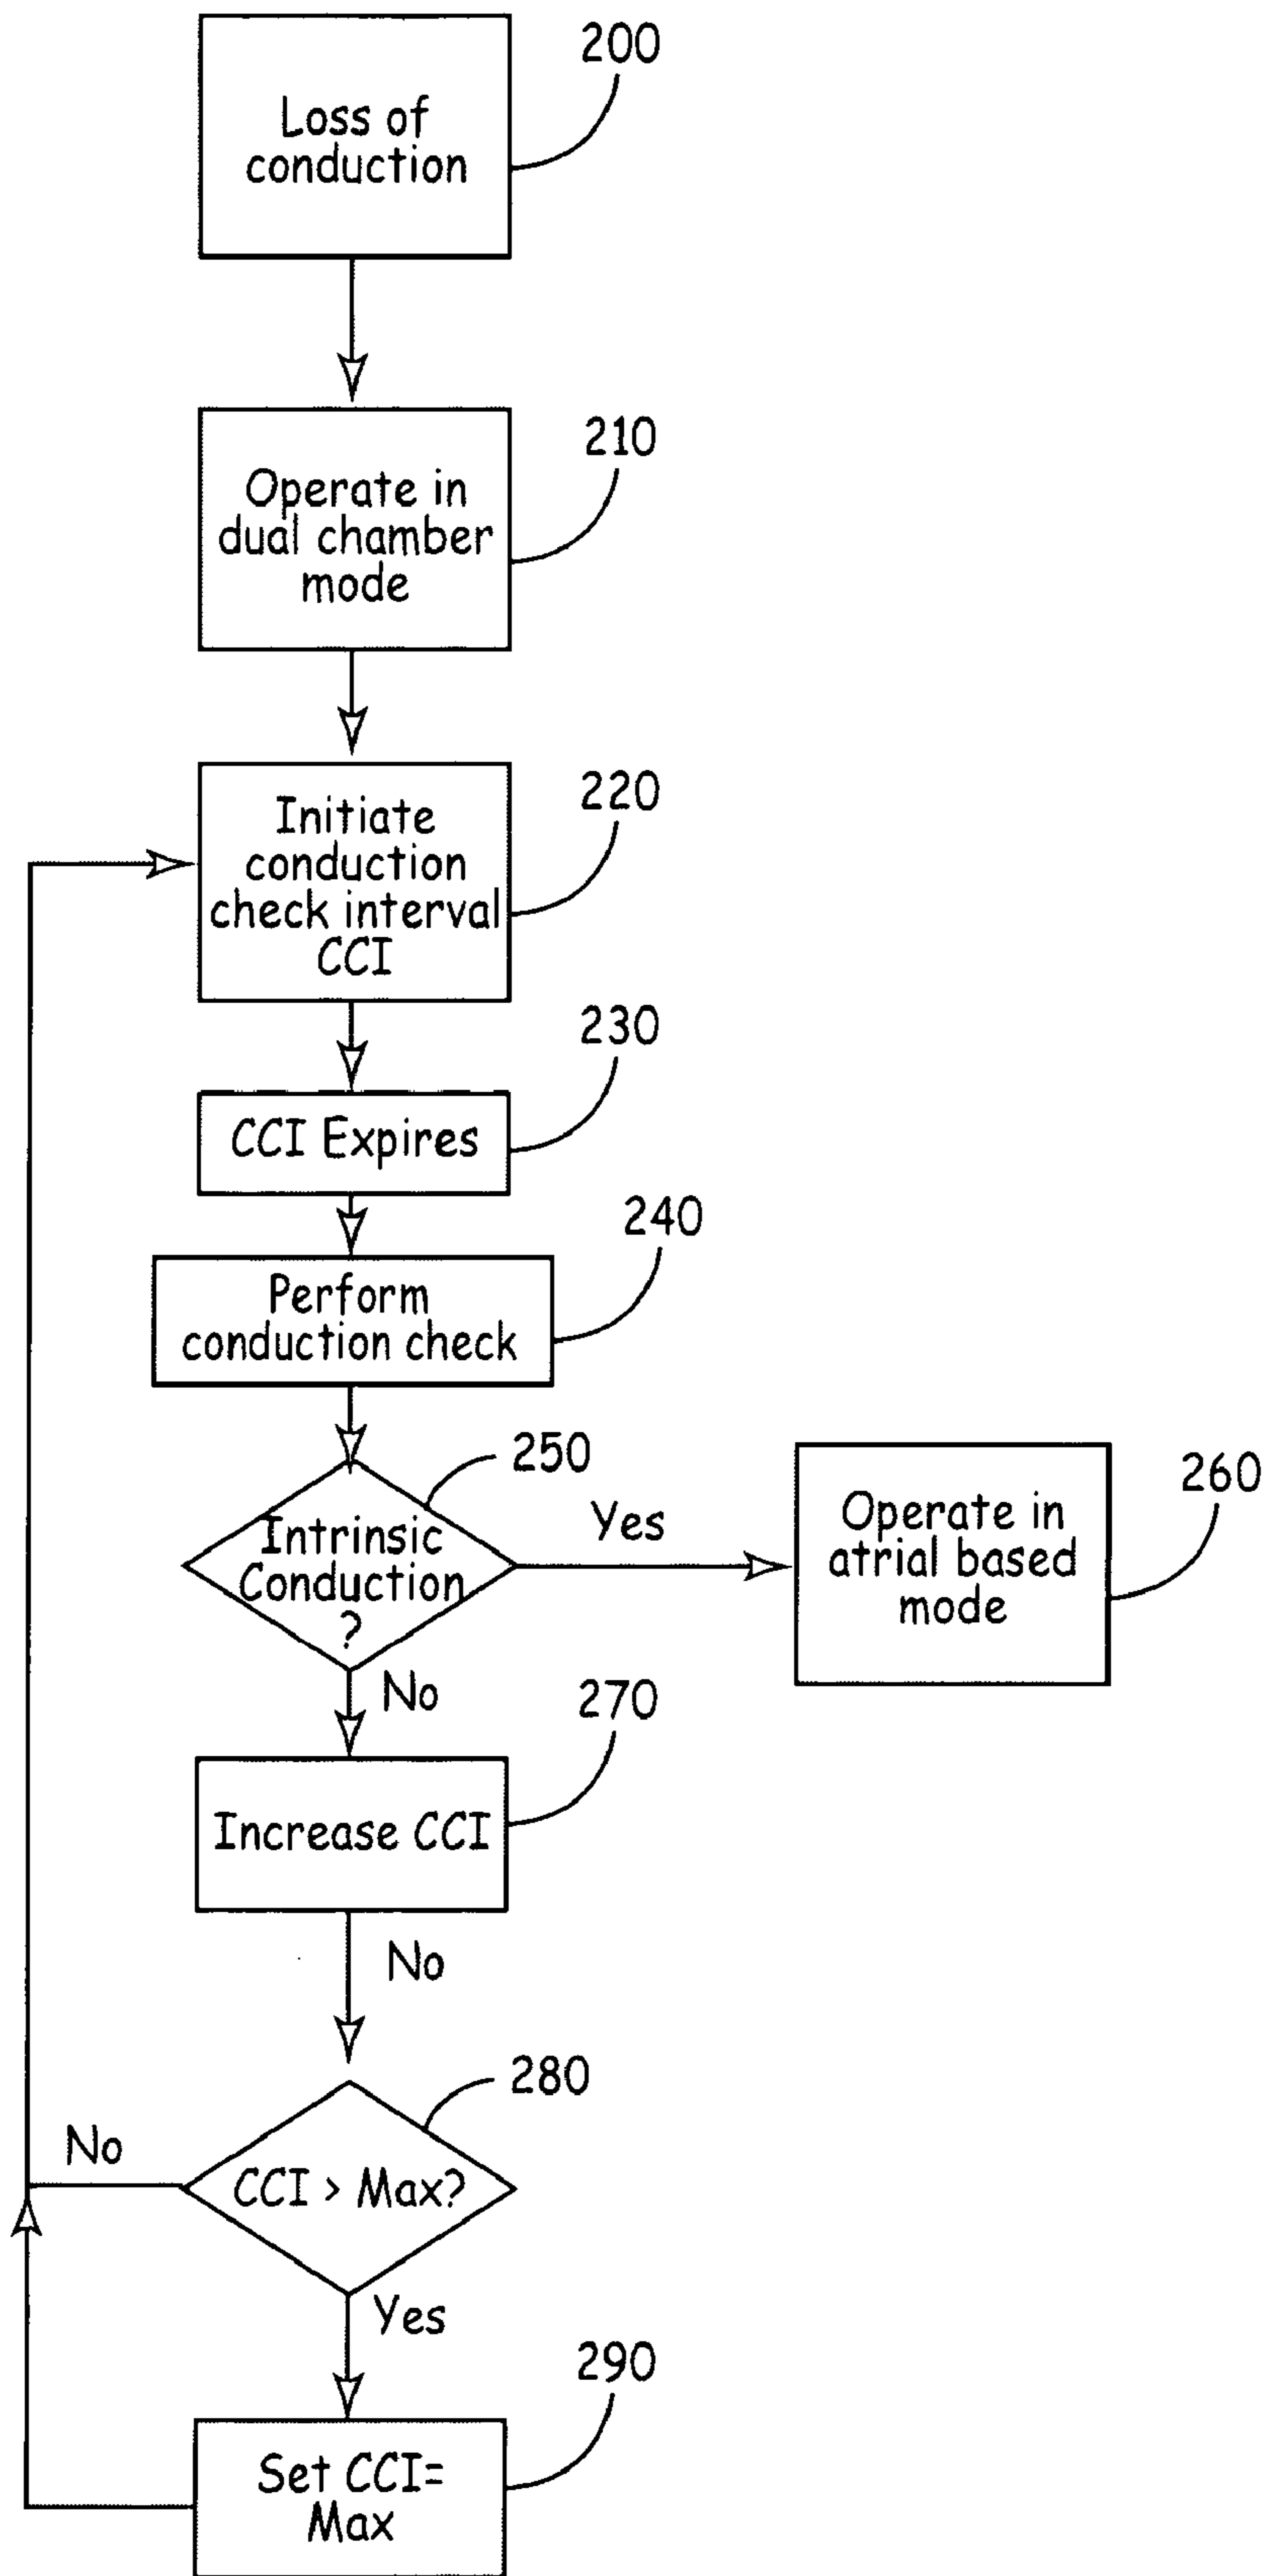 200
Loss of
conduction
210
Operate in
dual chamber
mode
220
Initiate
conduction
check interval
CCI
230
CCI Expires
240
Perform
conduction check
250
Intrinsic
Conduction
?
Yes
260
Operate in
atrial based
mode
No
270
Increase CCI
No
280
CCI > Max?
No
Yes
290
Set CCI=
Max